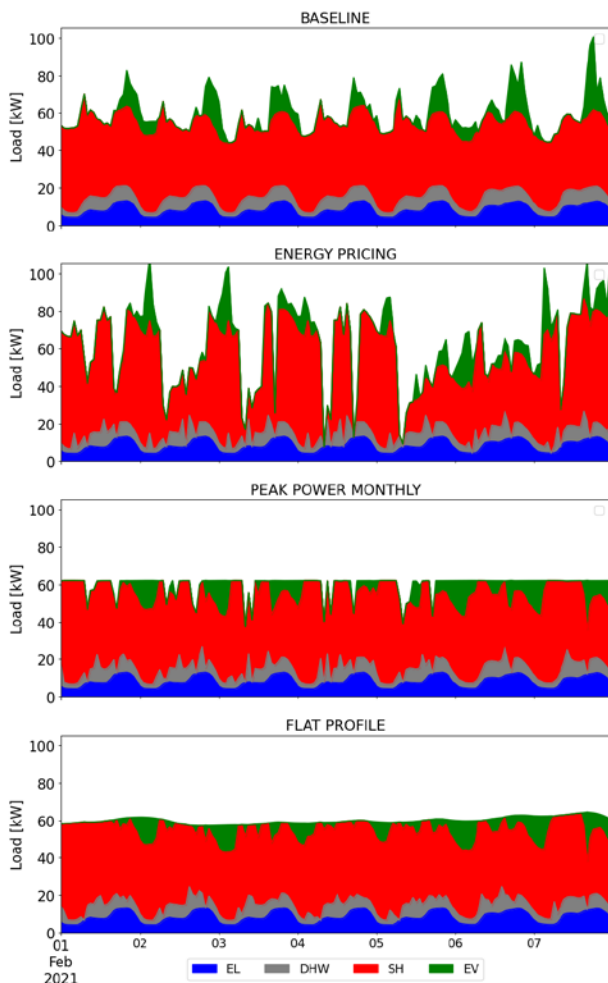 BASELINE
100
80
60
40
20
0
Load [kW]
ENERGY PRICING
100
80
60
40
20
0
Load [kW]
PEAK POWER MONTHLY
100
80
60
40
20
0
Load [kW]
FLAT PROFILE
100
80
60
40
20
0
Load [kW]
01 02 03 04 05 06 07
Feb
2021
EL DHW SH EV